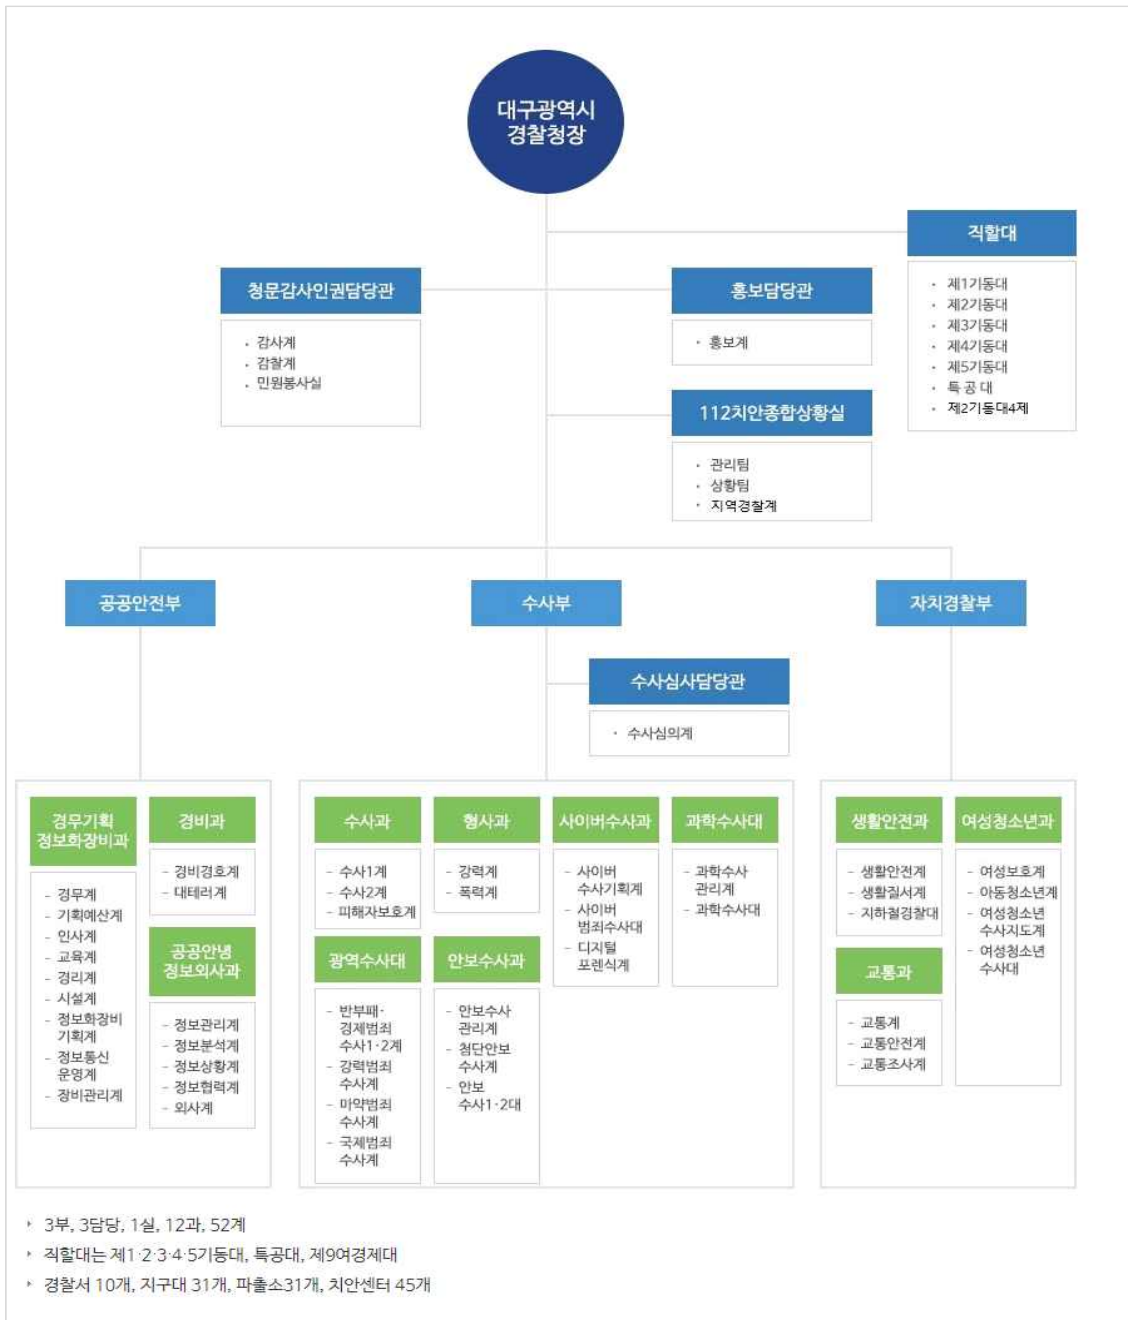 대구광역시
경찰청장
직할대
· 제1기동대
· 제2기동대
· 제3기동대
· 제4기동대
· 제5기동대
· 특공대
· 제2기동대4제
청문감사인권담당관
· 감사계
· 감찰계
· 민원봉사실
홍보담당관
· 홍보계
112치안종합상황실
· 관리팀
· 상황팀
· 지역경찰계
공공안전부
수사부
자치경찰부
수사심사담당관
· 수사심의계
경무기획
정보화장비과
- 경무계
- 기획예산계
- 인사계
- 교육계
- 경리계
- 시설계
- 정보화장비
기획계
- 정보통신
운영계
- 장비관리계
경비과
- 경비경호계
- 대테러계
공공안녕
정보외사과
- 정보관리계
- 정보분석계
- 정보상황계
- 정보협력계
- 외사계
수사과
- 수사1계
- 수사2계
- 피해자보호계
형사과
- 강력계
- 폭력계
사이버수사과
- 사이버
수사기획계
- 사이버
범죄수사대
- 디지털
포렌식계
과학수사대
- 과학수사
관리계
- 과학수사대
광역수사대
- 반부패·
경제범죄
수사1·2계
- 강력범죄
수사계
- 마약범죄
수사계
- 국제범죄
수사계
안보수사과
- 안보수사
관리계
- 첨단안보
수사계
- 안보
수사1·2대
생활안전과
- 생활안전계
- 생활질서계
- 지하철경찰대
여성청소년과
- 여성보호계
- 아동청소년계
- 여성청소년
수사지도계
- 여성청소년
수사대
교통과
- 교통계
- 교통안전계
- 교통조사계
‣ 3부, 3담당, 1실, 12과, 52계
‣ 직할대는 제1·2·3·4·5기동대, 특공대, 제9여경제대
‣ 경찰서 10개, 지구대 31개, 파출소31개, 치안센터 45개